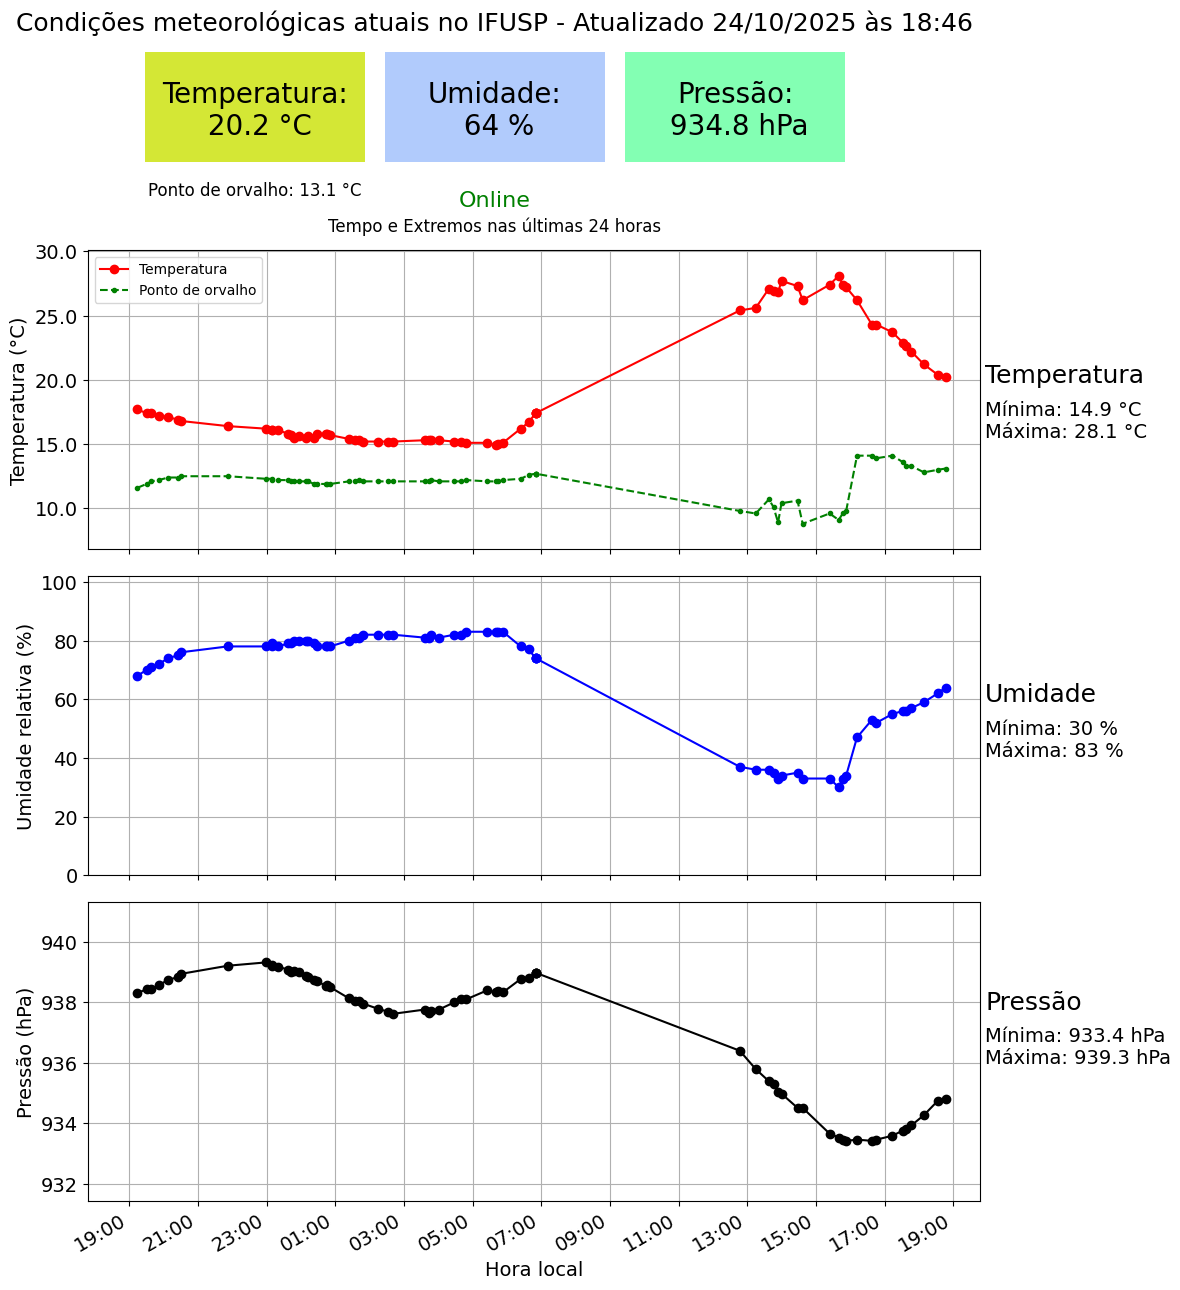 Condições meteorológicas atuais no IFUSP - Atualizado 24/10/2025 às 18:46
Temperatura:
20.2 °C
Umidade:
64 %
Pressão:
934.8 hPa
Ponto de orvalho: 13.1 °C
Online
Tempo e Extremos nas últimas 24 horas
Temperatura (°C)
30.0
25.0
20.0
15.0
10.0
Temperatura
Ponto de orvalho
Temperatura
Mínima: 14.9 °C
Máxima: 28.1 °C
Umidade relativa (%)
100
80
60
40
20
0
Umidade
Mínima: 30 %
Máxima: 83 %
Pressão (hPa)
940
938
936
934
932
Pressão
Mínima: 933.4 hPa
Máxima: 939.3 hPa
19:00 21:00 23:00 01:00 03:00 05:00 07:00 09:00 11:00 13:00 15:00 17:00 19:00
Hora local